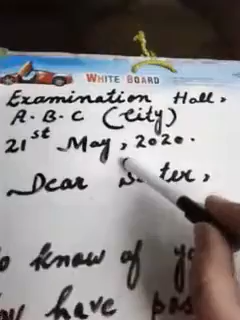 WHITE BOARD
Examination Hall,
A.B.C (City)
21st May, 2020.
Dear
know of
have